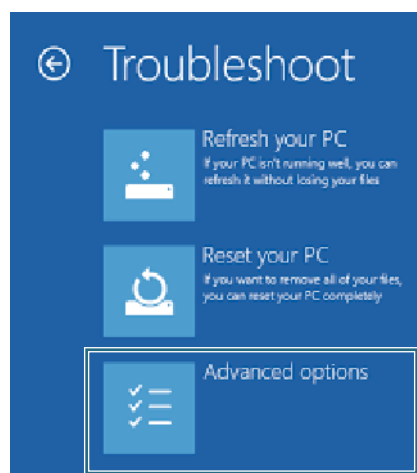 Troubleshoot
Refresh your PC
If your PC isn't running well, you can
refresh it without losing your files
Reset your PC
If you want to remove all of your files,
you can reset your PC completely
Advanced options